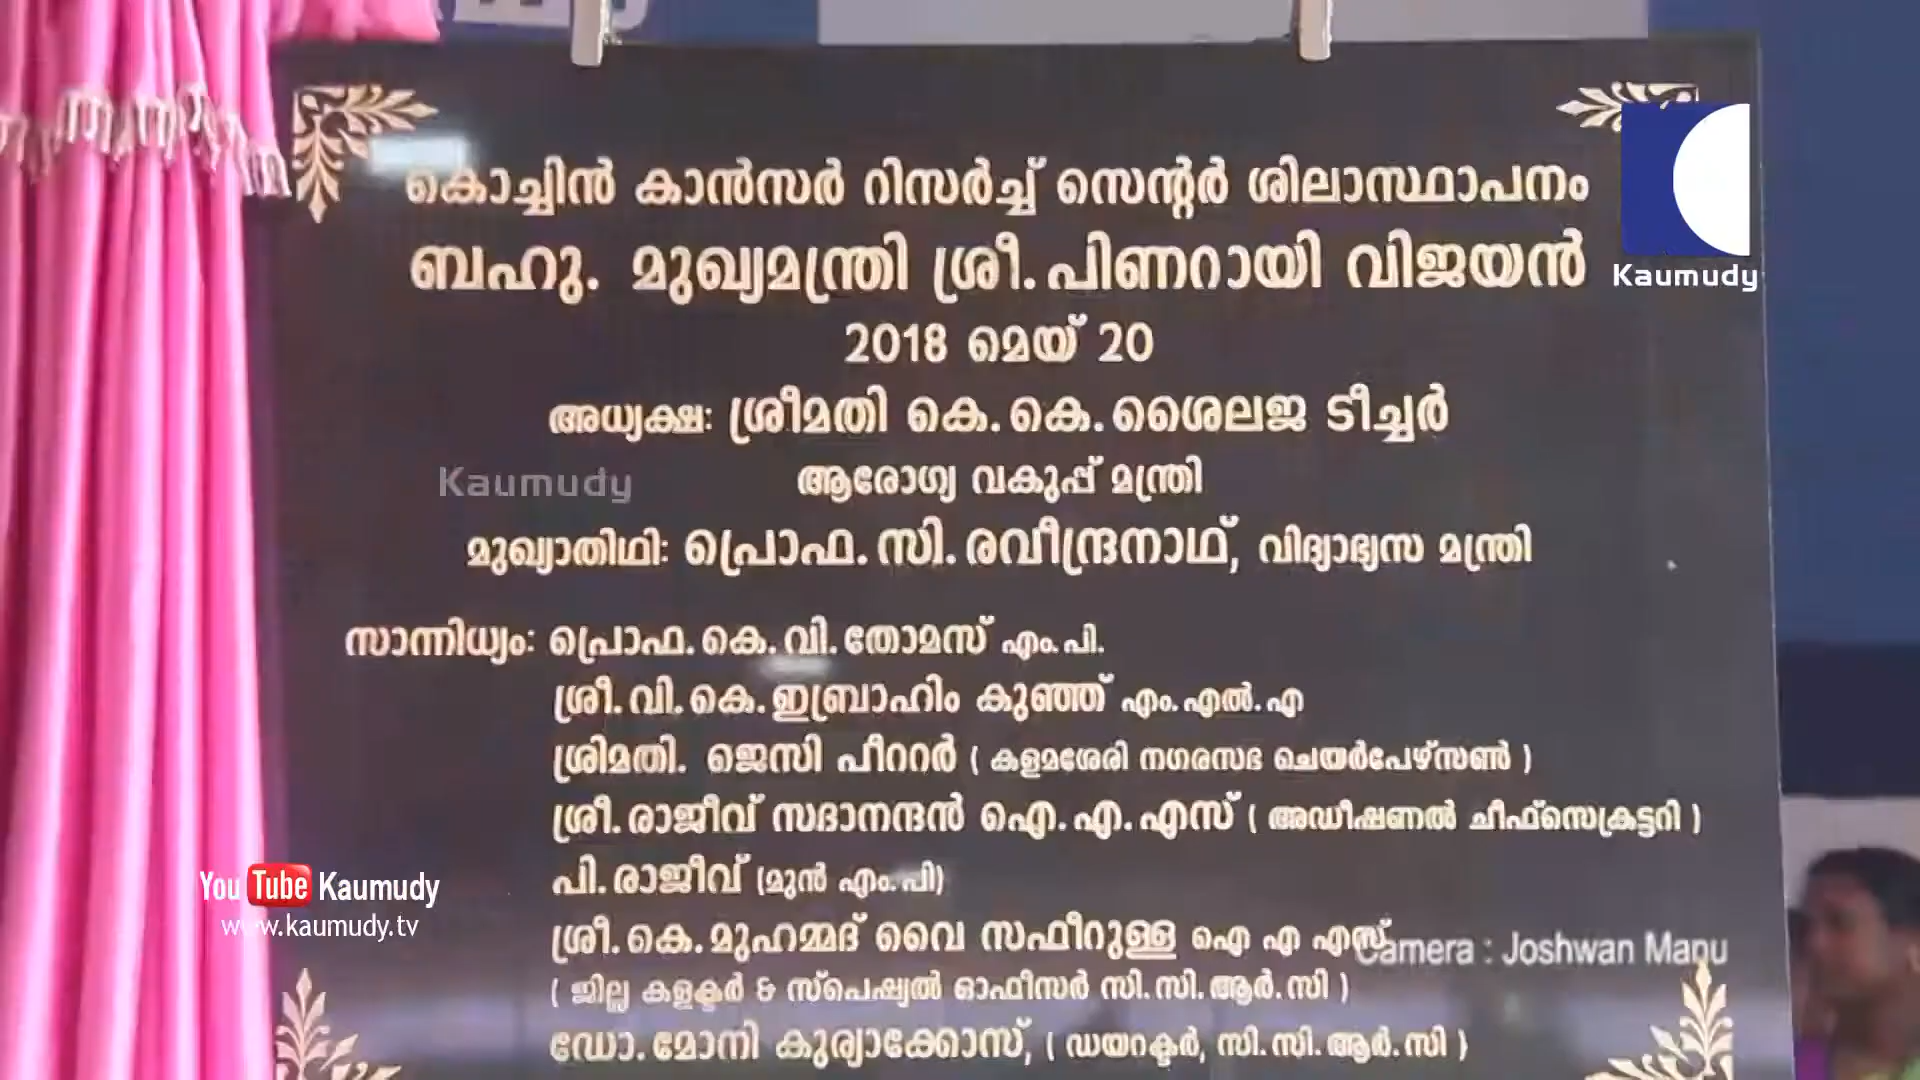 കൊച്ചിൻ കാൻസർ റിസർച്ച് സെന്റർ ശിലാസ്ഥാപനം
ബഹു. മുഖ്യമന്ത്രി ശ്രീ. പിണറായി വിജയൻ
Kaumudy
2018 മെയ് 20
അധ്യക്ഷ: ശ്രീമതി കെ. കെ. ശൈലജ ടീച്ചർ
Kaumudy
ആരോഗ്യ വകുപ്പ് മന്ത്രി
മുഖ്യാതിഥി: പ്രൊഫ. സി. രവീന്ദ്രനാഥ്, വിദ്യാഭ്യസ മന്ത്രി
സാന്നിധ്യം: പ്രൊഫ. കെ. വി. തോമസ് എം. പി.
ശ്രീ. വി. കെ. ഇബ്രാഹിം കുഞ്ഞ് എം. എൽ. എ
ശ്രിമതി. ജെസി പീററർ ( കളമശേരി നഗരസഭ ചെയർപേഴ്സൺ )
ശ്രീ. രാജീവ് സദാനന്ദൻ ഐ. എ. എസ് ( അഡീഷണൽ ചീഫ്സെക്രട്ടറി )
പി. രാജീവ് (മുൻ എം. പി)
You Tube Kaumudy
www.kaumudy.tv
ശ്രീ. കെ. മുഹമ്മദ് വൈ സഫീറുള്ള ഐ എ എസ്
Camera : Joshwan Manu
( ജില്ല കളക്ടർ & സ്പെഷ്യൽ ഓഫീസർ സി. സി. ആർ. സി )
ഡോ. മോനി കുര്യാക്കോസ്, ( ഡയറക്ടർ, സി. സി. ആർ. സി )